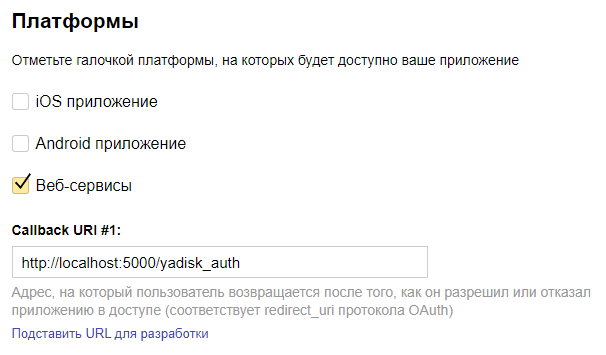 Платформы
Отметьте галочкой платформы, на которых будет доступно ваше приложение
iOS приложение
Android приложение
Веб-сервисы
Callback URI #1:
http://localhost:5000/yadisk_auth
Адрес, на который пользователь возвращается после того, как он разрешил или отказал
приложению в доступе (соответствует redirect_uri протокола OAuth)
Подставить URL для разработки